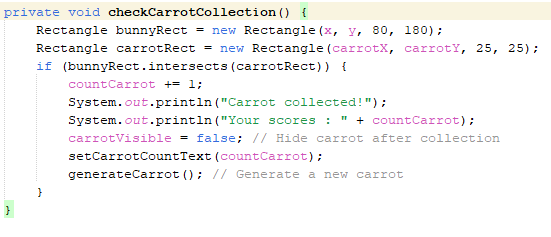 private void checkCarrotCollection() {
Rectangle bunnyRect = new Rectangle(x, y, 80, 180);
Rectangle carrotRect = new Rectangle(carrotX, carrotY, 25, 25);
if (bunnyRect.intersects(carrotRect)) {
countCarrot += 1;
System.out.println("Carrot collected!");
System.out.println("Your scores : " + countCarrot);
carrotVisible = false; // Hide carrot after collection
setCarrotCountText(countCarrot);
generateCarrot(); // Generate a new carrot
}
}